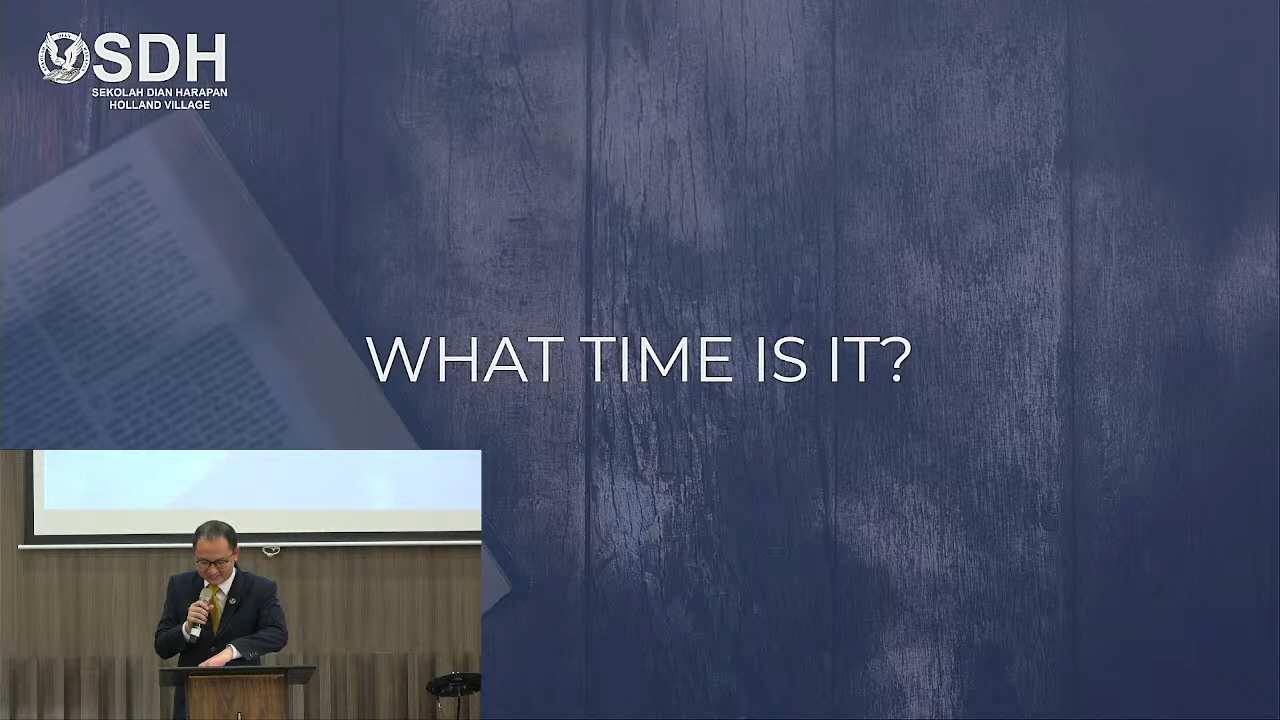 SDH
SEKOLAH DIAN HARAPAN
HOLLAND VILLAGE
WHAT TIME IS IT?